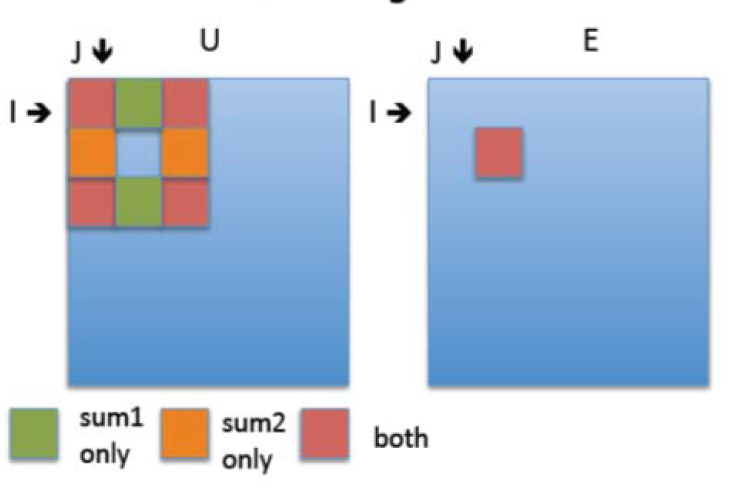 J ↓ U
J ↓ E
I →
I →
sum1 only
sum2 only
both